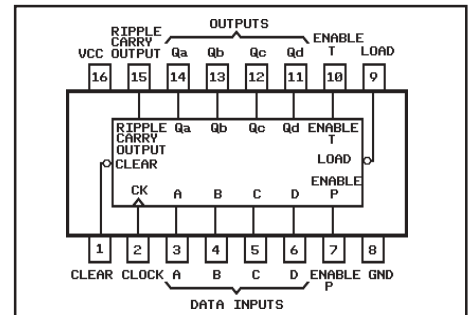 OUTPUTS
RIPPLE ENABLE
CARRY Qa Qb Qc Qd T LOAD
VCC OUTPUT
16 15 14 13 12 11 10 9
RIPPLE Qa Qb Qc Qd ENABLE
CARRY T
OUTPUT
CLEAR LOAD
CK A B C D ENABLE
P
1 2 3 4 5 6 7 8
CLEAR CLOCK A B C D ENABLE GND
P
DATA INPUTS